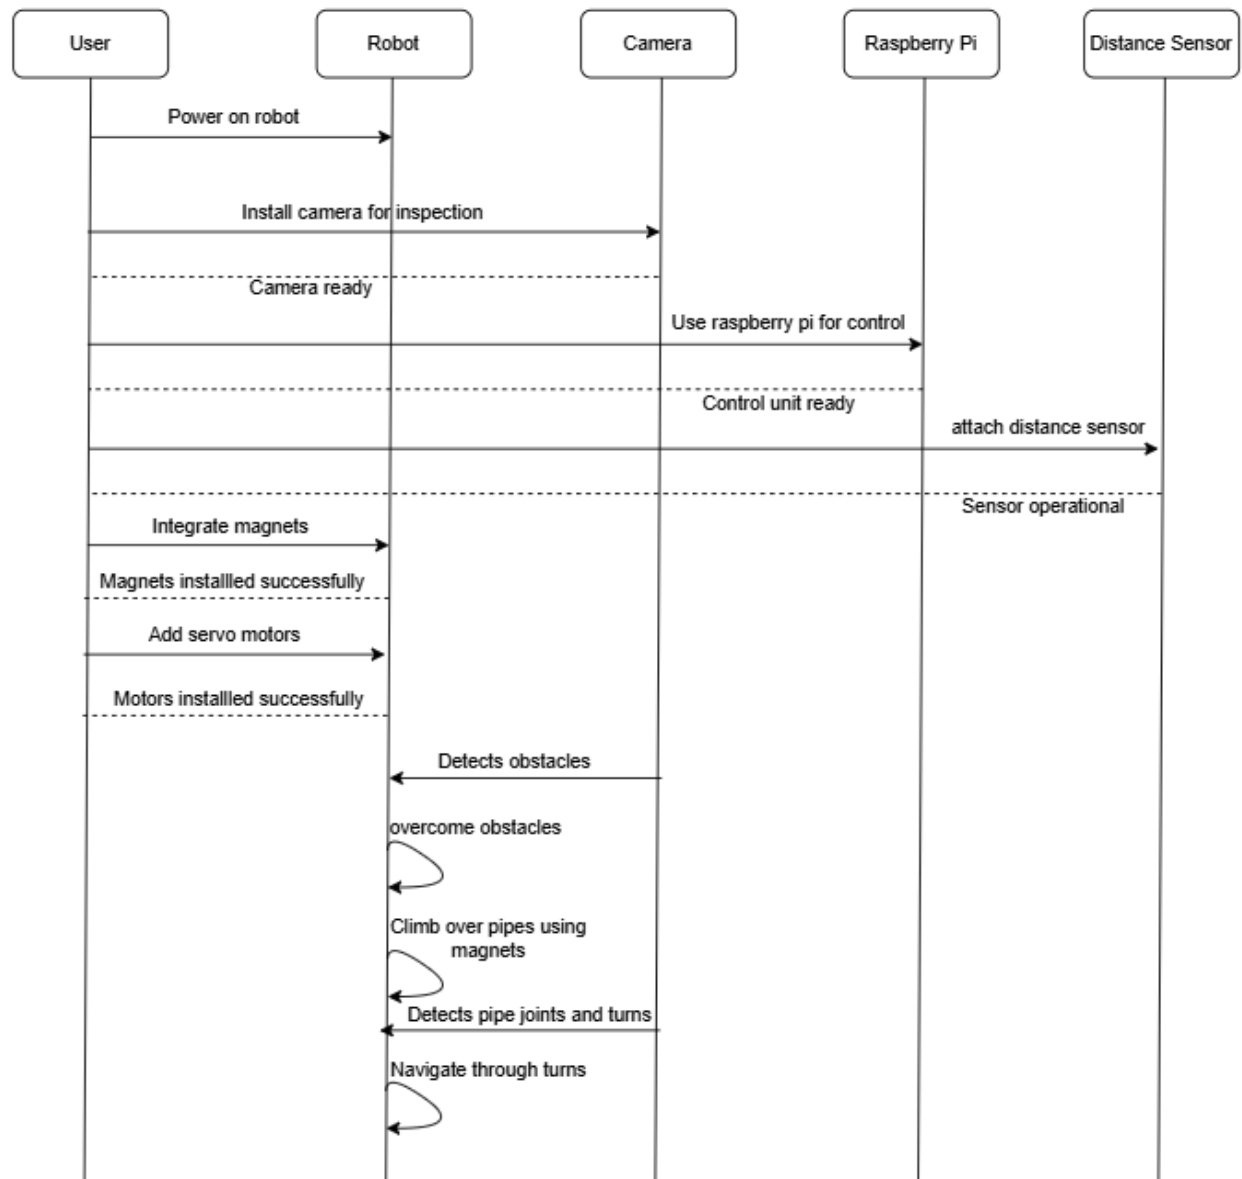 User
Robot
Camera
Raspberry Pi
Distance Sensor
Power on robot
Install camera for inspection
Camera ready
Use raspberry pi for control
Control unit ready
attach distance sensor
Sensor operational
Integrate magnets
Magnets installled successfully
Add servo motors
Motors installled successfully
Detects obstacles
overcome obstacles
Climb over pipes using
magnets
Detects pipe joints and turns
Navigate through turns